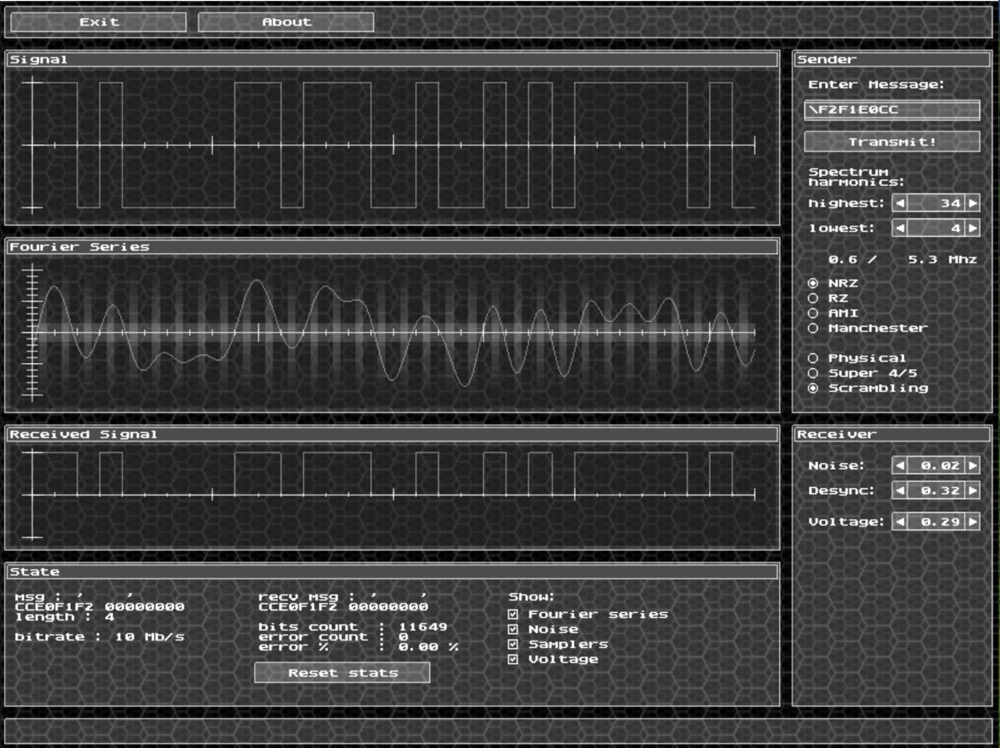 Exit
About
Signal
Fourier Series
Received Signal
State
msg : '     '
CCE0F1F2 00000000
length : 4
bitrate : 10 Mb/s
recv msg : '     '
CCE0F1F2 00000000
bits count  : 11649
error count : 0
error %     : 0.00 %
Reset stats
Show:
Fourier series
Noise
Samplers
Voltage
Sender
Enter Message:
\F2F1E0CC
Transmit!
Spectrum
harmonics:
highest: 34
lowest: 4
0.6 /   5.3 Mhz
NRZ
RZ
AMI
Manchester
Physical
Super 4/5
Scrambling
Receiver
Noise: 0.02
Desync: 0.32
Voltage: 0.29